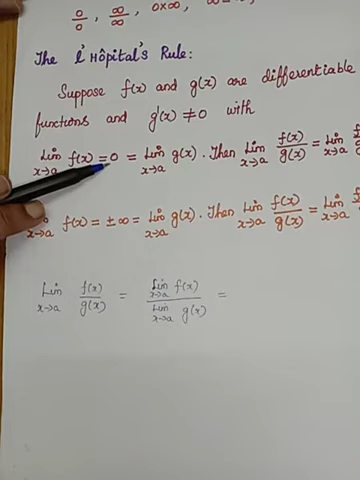 0/0 , ∞/∞ , 0×∞ ,
The L'Hôpital's Rule:
Suppose f(x) and g(x) are differentiable
functions and g'(x) ≠ 0 with
Lim x→a f(x) = 0 = Lim x→a g(x). Then Lim x→a f(x)/g(x) = Lim x→a
x→a f(x) = ±∞ = Lim x→a g(x). Then Lim x→a f(x)/g(x) = Lim x→a
Lim x→a f(x)/g(x) = Lim x→a f(x) / Lim x→a g(x) =